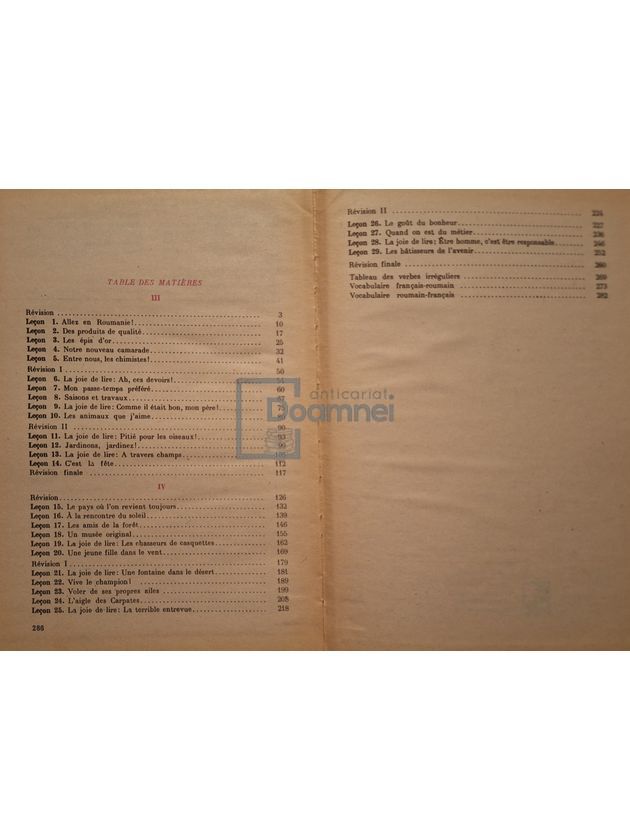 TABLE DES MATIÈRES
III
Révision 3
Leçon 1. Allez en Roumanie! 10
Leçon 2. Des produits de qualité 17
Leçon 3. Les épis d'or 25
Leçon 4. Notre nouveau camarade 32
Leçon 5. Entre nous, les chimistes! 41
Révision I 50
Leçon 6. La joie de lire: Ah, ces devoirs!
Leçon 7. Mon passe-temps préféré 60
Leçon 8. Saisons et travaux 67
Leçon 9. La joie de lire: Comme il était bon, mon père!
Leçon 10. Les animaux que j'aime
Révision II 90
Leçon 11. La joie de lire: Pitié pour les oiseaux! 93
Leçon 12. Jardinons, jardinez! 99
Leçon 13. La joie de lire: A travers champs
Leçon 14. C'est la fête 112
Révision finale 117
IV
Révision 126
Leçon 15. Le pays où l'on revient toujours 132
Leçon 16. À la rencontre du soleil 139
Leçon 17. Les amis de la forêt 146
Leçon 18. Un musée original 155
Leçon 19. La joie de lire: Les chasseurs de casquettes 162
Leçon 20. Une jeune fille dans le vent 169
Révision I 179
Leçon 21. La joie de lire: Une fontaine dans le désert 181
Leçon 22. Vive le champion! 189
Leçon 23. Voler de ses propres ailes 199
Leçon 24. L'aigle des Carpates 208
Leçon 25. La joie de lire: La terrible entrevue 218
286
Révision II 224
Leçon 26. Le goût du bonheur 227
Leçon 27. Quand on est du métier 236
Leçon 28. La joie de lire: Être homme, c'est être responsable 246
Leçon 29. Les bâtisseurs de l'avenir 252
Révision finale 260
Tableau des verbes irréguliers 269
Vocabulaire français-roumain 273
Vocabulaire roumain-français 282
anticariat
Doamnei